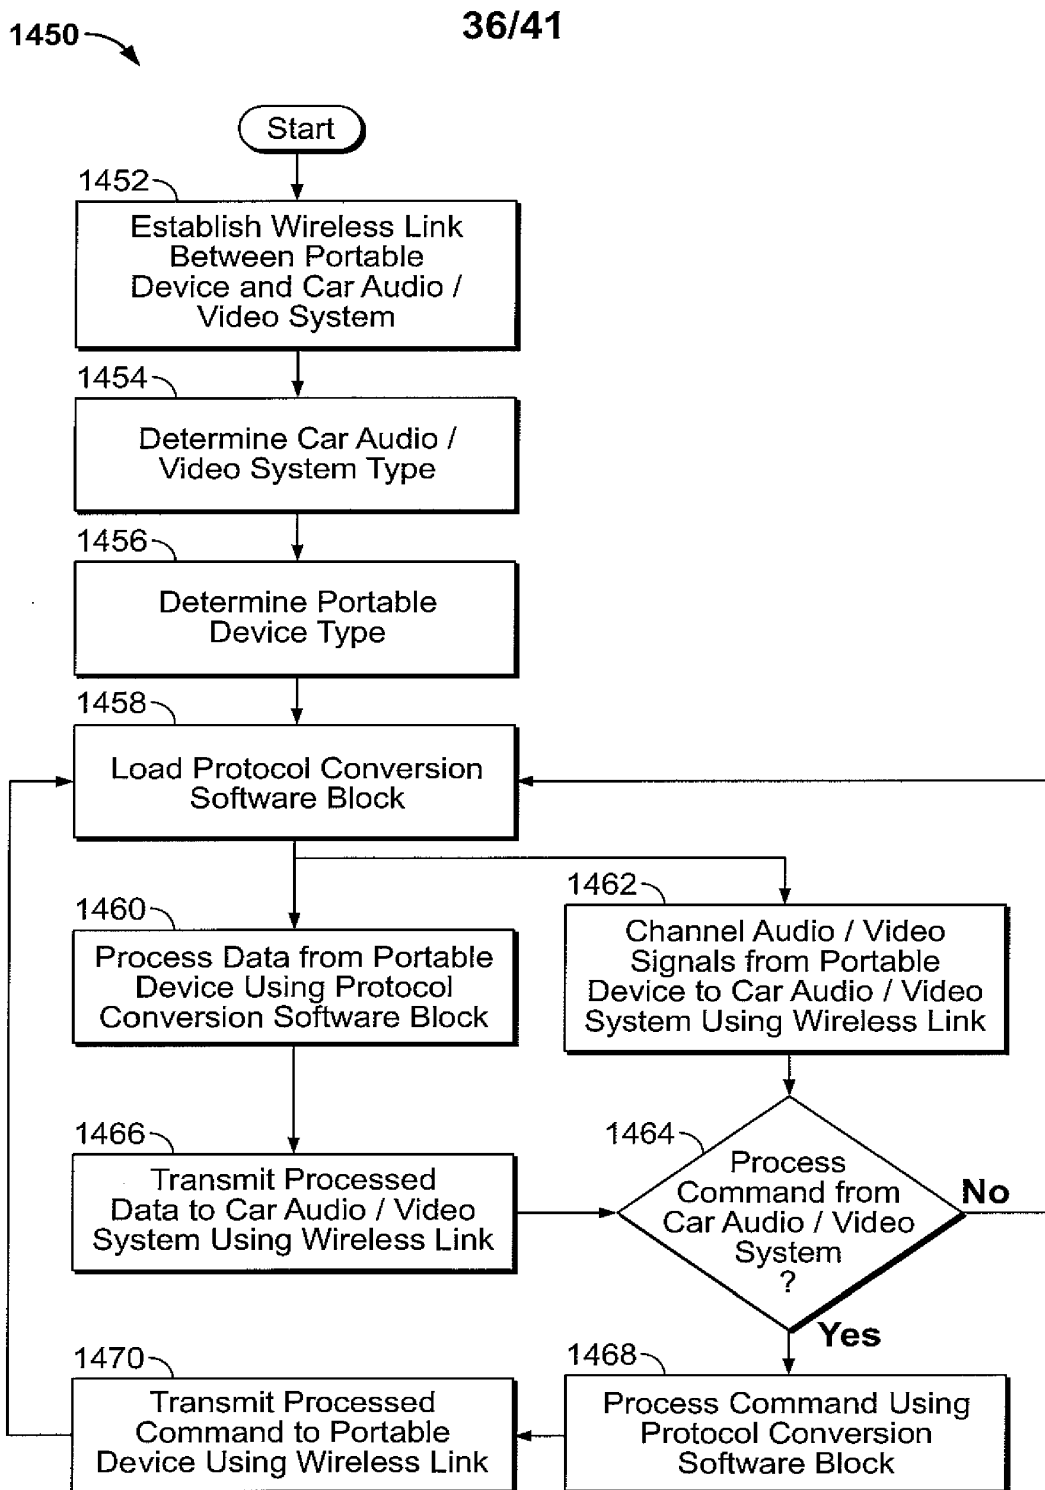 36/41
1450
Start
1452
Establish Wireless Link
Between Portable
Device and Car Audio /
Video System
1454
Determine Car Audio /
Video System Type
1456
Determine Portable
Device Type
1458
Load Protocol Conversion
Software Block
1460
Process Data from Portable
Device Using Protocol
Conversion Software Block
1462
Channel Audio / Video
Signals from Portable
Device to Car Audio / Video
System Using Wireless Link
1466
Transmit Processed
Data to Car Audio / Video
System Using Wireless Link
1464
Process
Command from
Car Audio / Video
System
?
No
Yes
1470
Transmit Processed
Command to Portable
Device Using Wireless Link
1468
Process Command Using
Protocol Conversion
Software Block